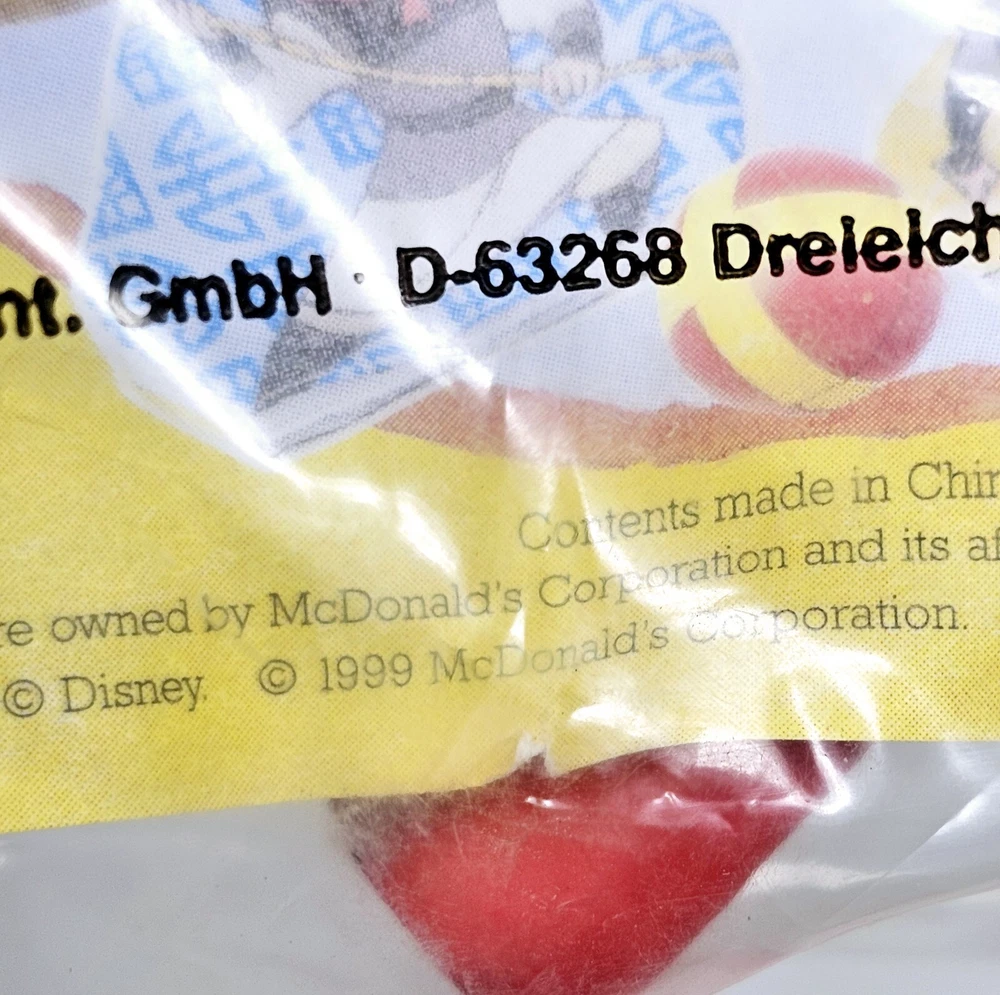 nt. GmbH · D-63268 Dreieich
Contents made in Chin
re owned by McDonald's Corporation and its af
© Disney. © 1999 McDonald's Corporation.